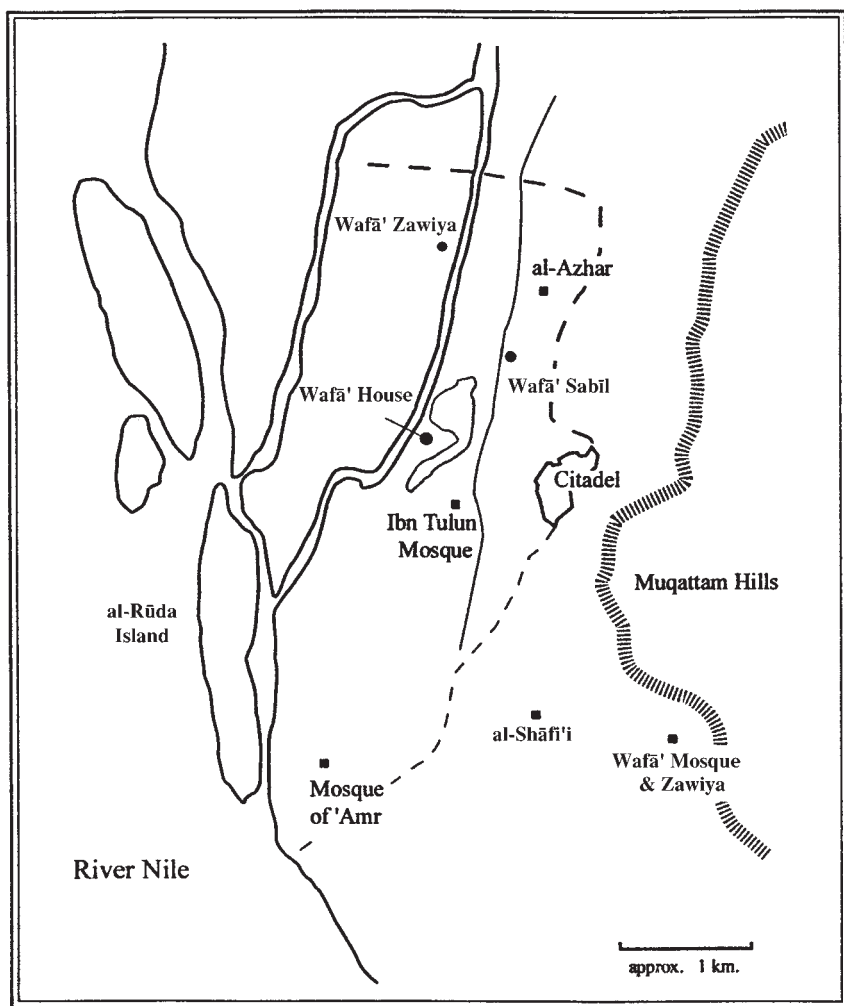 Wafā' Zawiya
al-Azhar
Wafā' House
Wafā' Sabīl
Citadel
Ibn Tulun
Mosque
Muqattam Hills
al-Rūda
Island
al-Shāfi'i
Wafā' Mosque
& Zawiya
Mosque
of 'Amr
River Nile
approx. 1 km.